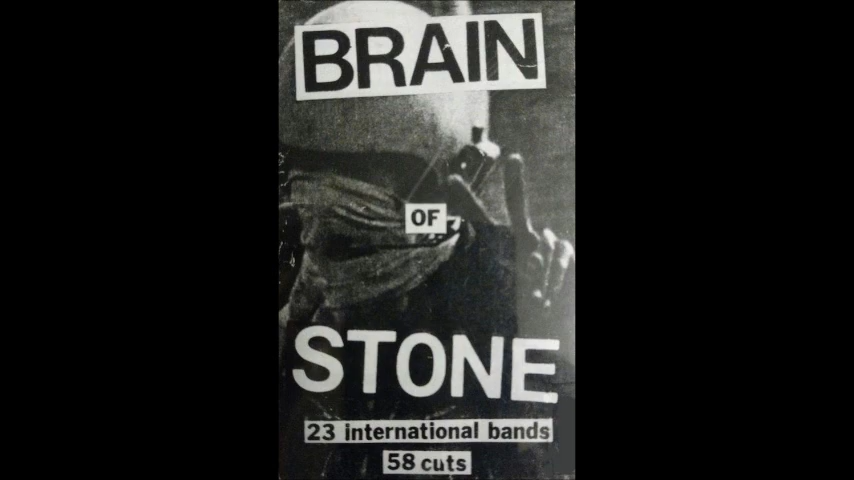 BRAIN
OF
STONE
23 international bands
58 cuts